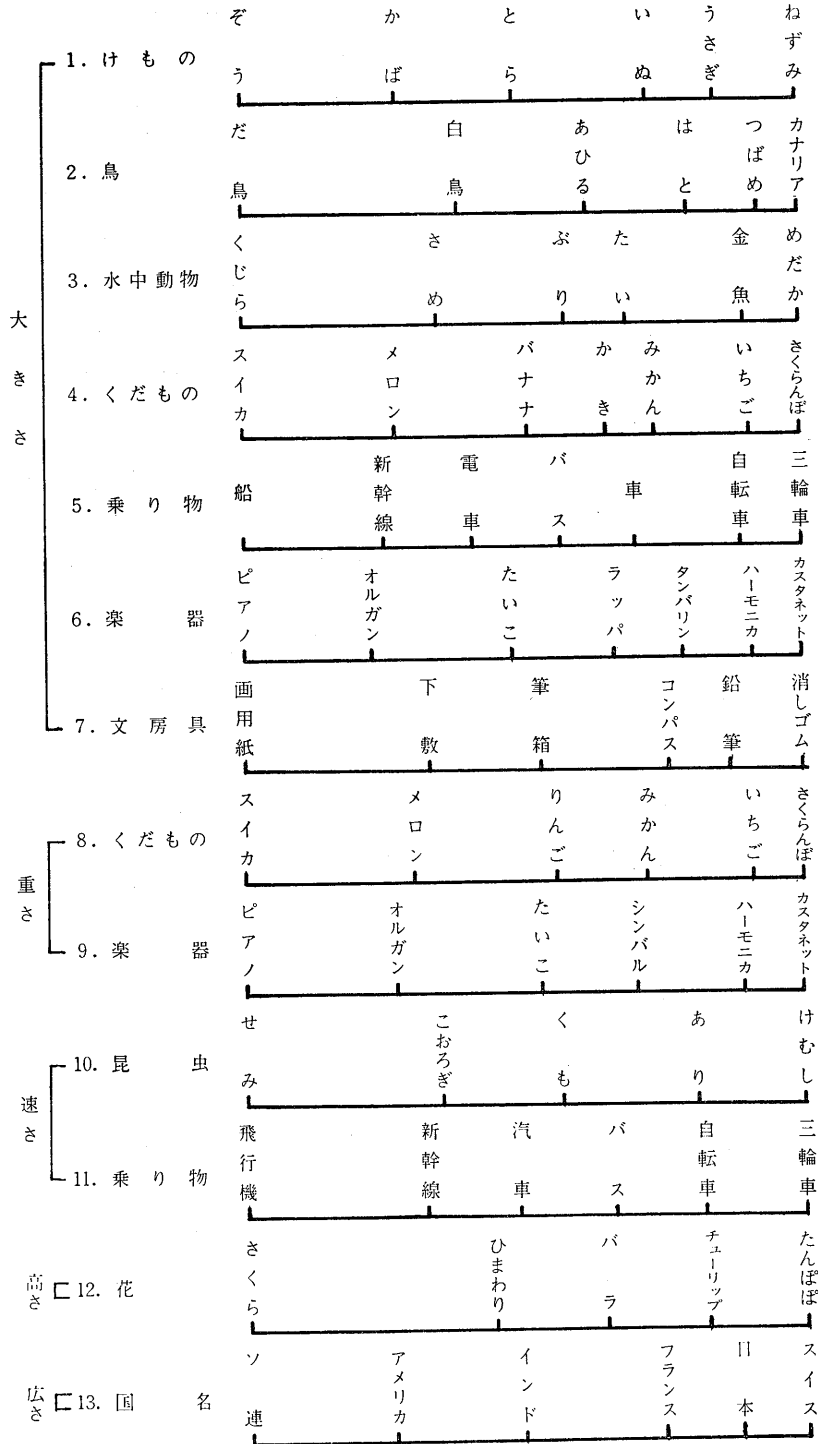 大きさ
1. けもの
ぞう かば とら いぬ うさぎ ねずみ
2. 鳥
だ鳥 白鳥 あひる はと つばめ カナリア
3. 水中動物
くじら さめ ぶり たい 金魚 めだか
4. くだもの
スイカ メロン バナナ かき みかん いちご さくらんぼ
5. 乗り物
船 新幹線 電車 バス 車 自転車 三輪車
6. 楽器
ピアノ オルガン たいこ ラッパ タンバリン ハーモニカ カスタネット
7. 文房具
画用紙 下敷 筆箱 コンパス 鉛筆 消しゴム
重さ
8. くだもの
スイカ メロン りんご みかん いちご さくらんぼ
9. 楽器
ピアノ オルガン たいこ シンバル ハーモニカ カスタネット
速さ
10. 昆虫
せみ こおろぎ くも あり けむし
11. 乗り物
飛行機 新幹線 汽車 バス 自転車 三輪車
高さ
12. 花
さくら ひまわり バラ チューリップ たんぽぽ
広さ
13. 国名
ソ連 アメリカ インド フランス 日本 スイス